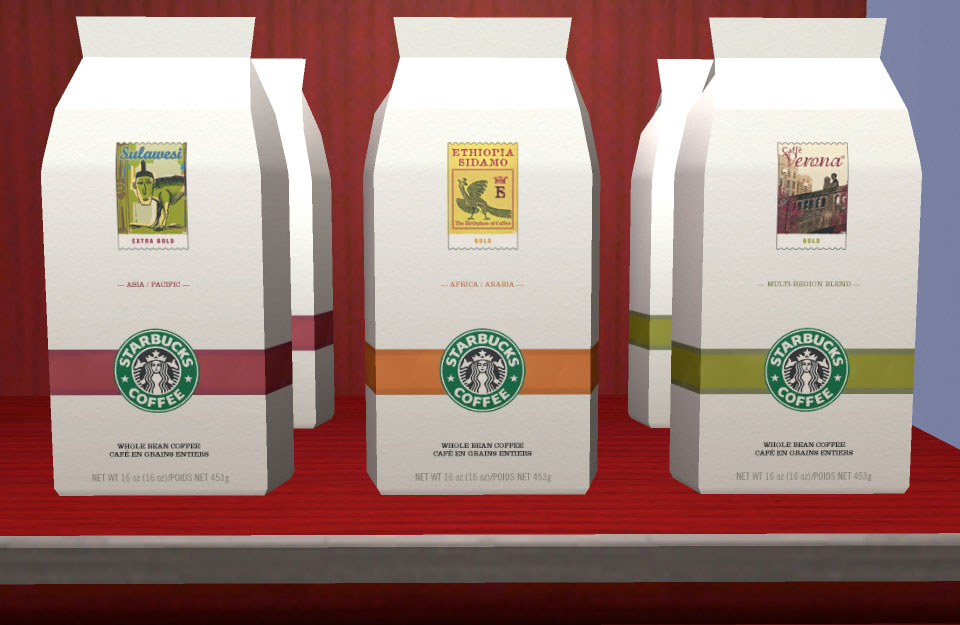 Sulawesi
EXTRA BOLD
— ASIA / PACIFIC —
STARBUCKS
COFFEE
WHOLE BEAN COFFEE
CAFÉ EN GRAINS ENTIERS
NET WT 16 oz (16 oz)/POIDS NET 453g
ETHIOPIA
SIDAMO
The Birthplace of Coffee
BOLD
— AFRICA / ARABIA —
STARBUCKS
COFFEE
WHOLE BEAN COFFEE
CAFÉ EN GRAINS ENTIERS
NET WT 16 oz (16 oz)/POIDS NET 453g
Caffè
Verona®
BOLD
— MULTI-REGION BLEND —
STARBUCKS
COFFEE
WHOLE BEAN COFFEE
CAFÉ EN GRAINS ENTIERS
NET WT 16 oz (16 oz)/POIDS NET 453g